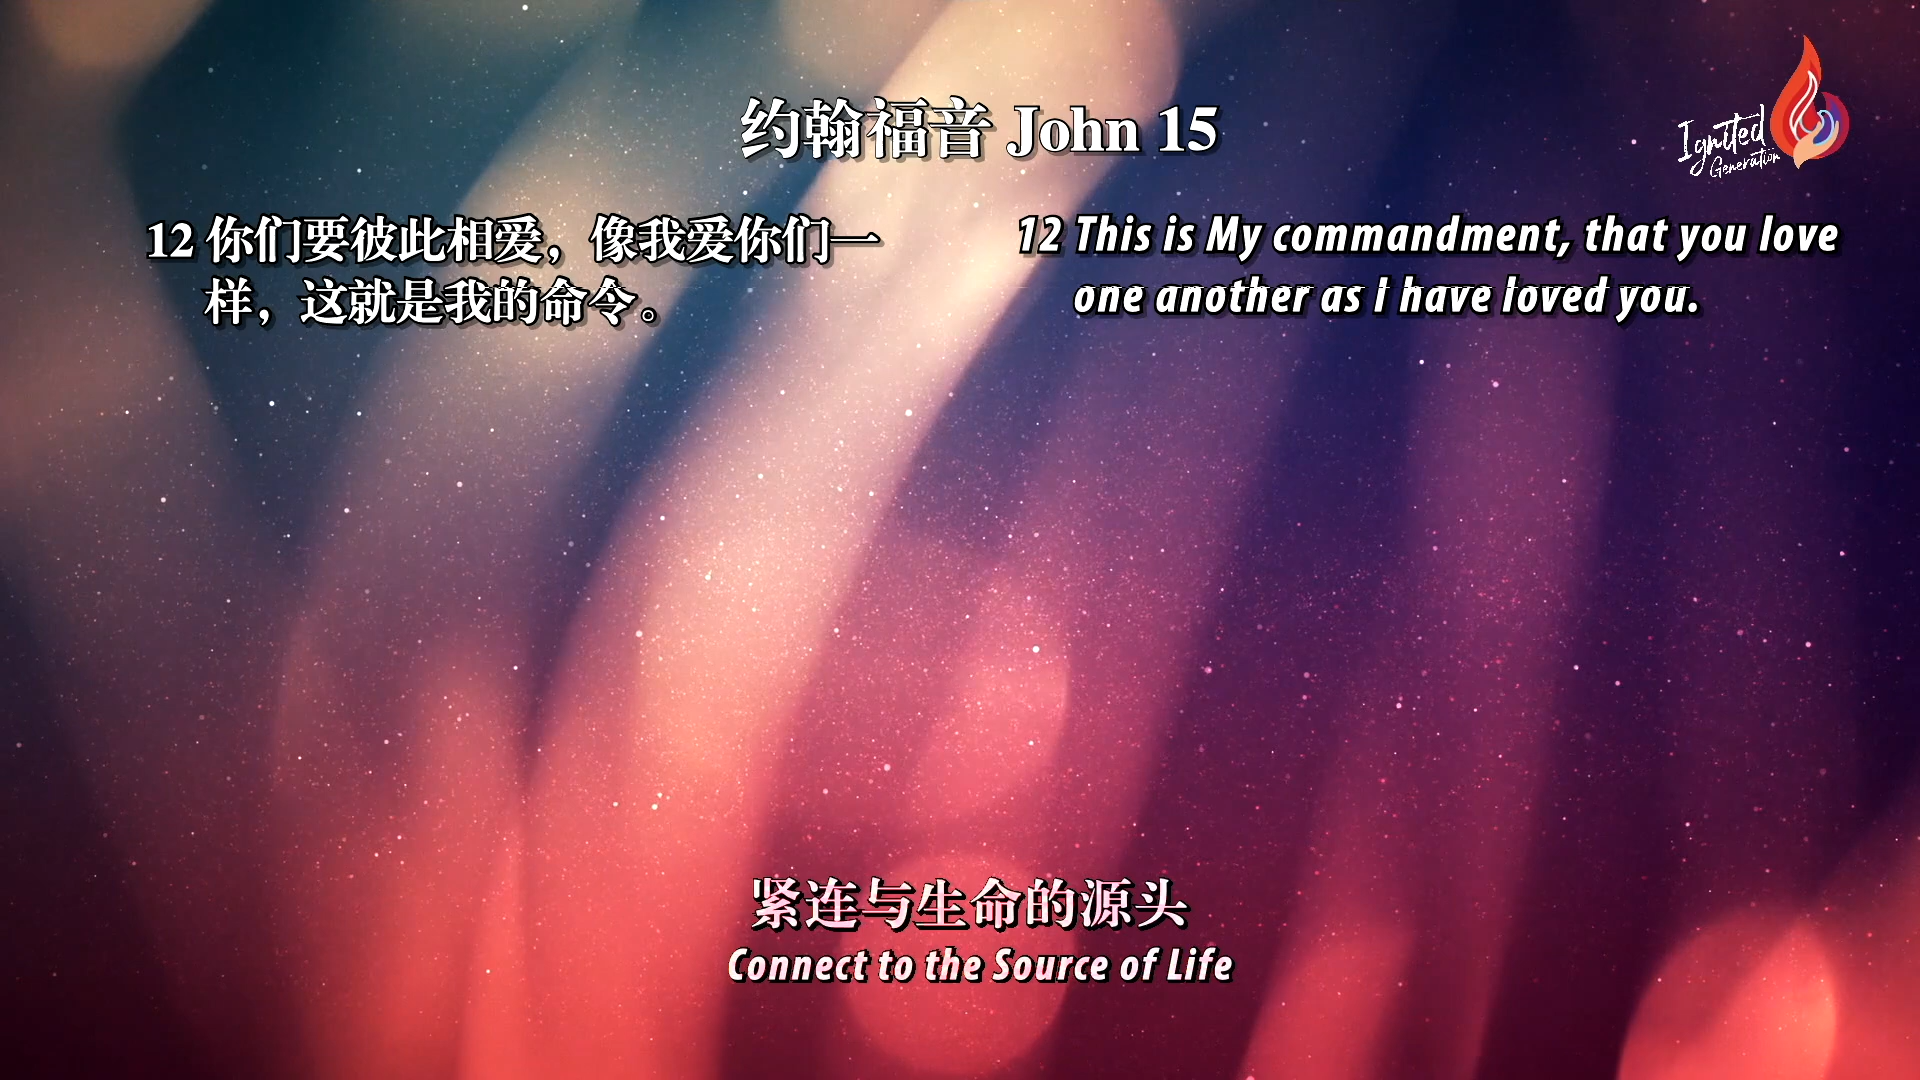 约翰福音 John 15
Ignited
Generation
12 你们要彼此相爱，像我爱你们一
样，这就是我的命令。
12 This is My commandment, that you love
one another as I have loved you.
紧连与生命的源头
Connect to the Source of Life